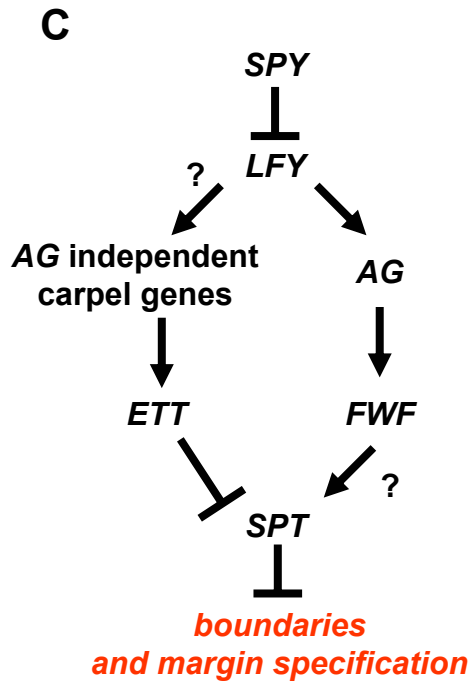 C
SPY
LFY
?
AG independent
carpel genes
AG
ETT
FWF
?
SPT
boundaries
and margin specification